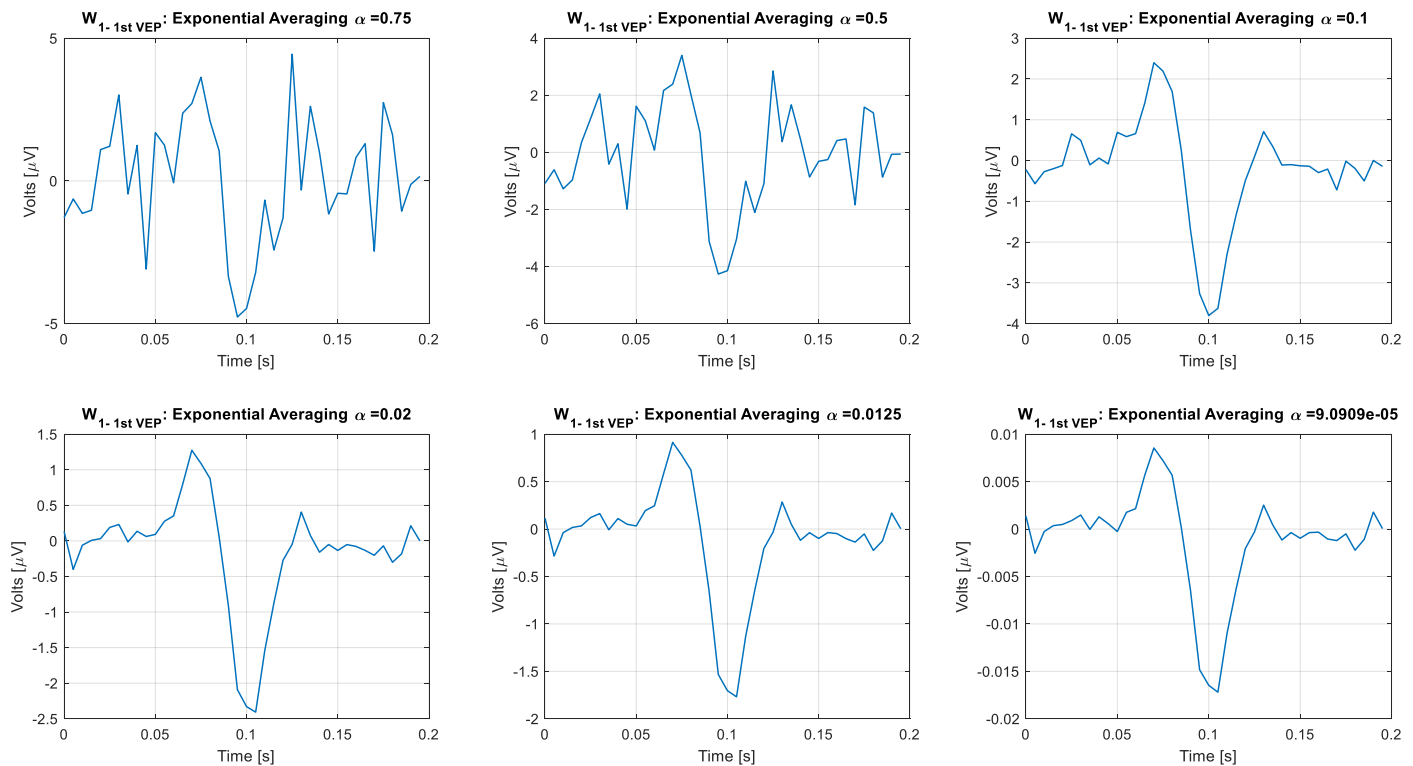 W1- 1st VEP: Exponential Averaging α =0.75
5
0
-5
Volts [μV]
0 0.05 0.1 0.15 0.2
Time [s]
W1- 1st VEP: Exponential Averaging α =0.5
4
2
0
-2
-4
-6
Volts [μV]
0 0.05 0.1 0.15 0.2
Time [s]
W1- 1st VEP: Exponential Averaging α =0.1
3
2
1
0
-1
-2
-3
-4
Volts [μV]
0 0.05 0.1 0.15 0.2
Time [s]
W1- 1st VEP: Exponential Averaging α =0.02
1.5
1
0.5
0
-0.5
-1
-1.5
-2
-2.5
Volts [μV]
0 0.05 0.1 0.15 0.2
Time [s]
W1- 1st VEP: Exponential Averaging α =0.0125
1
0.5
0
-0.5
-1
-1.5
-2
Volts [μV]
0 0.05 0.1 0.15 0.2
Time [s]
W1- 1st VEP: Exponential Averaging α =9.0909e-05
0.01
0.005
0
-0.005
-0.01
-0.015
-0.02
Volts [μV]
0 0.05 0.1 0.15 0.2
Time [s]